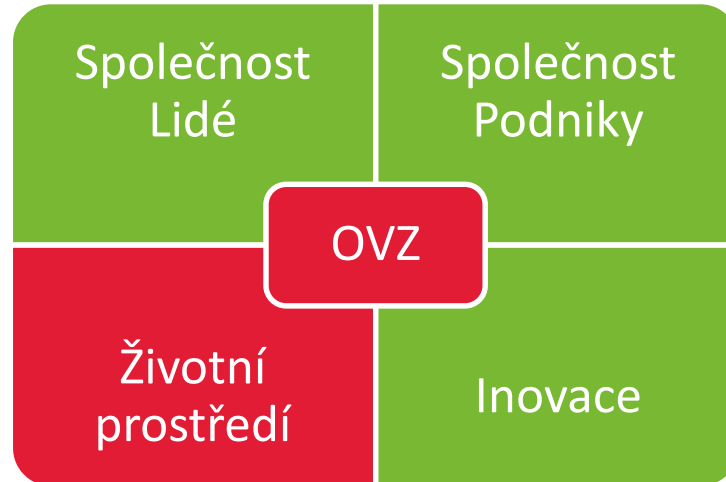 Společnost
Lidé
Společnost
Podniky
OVZ
Životní
prostředí
Inovace